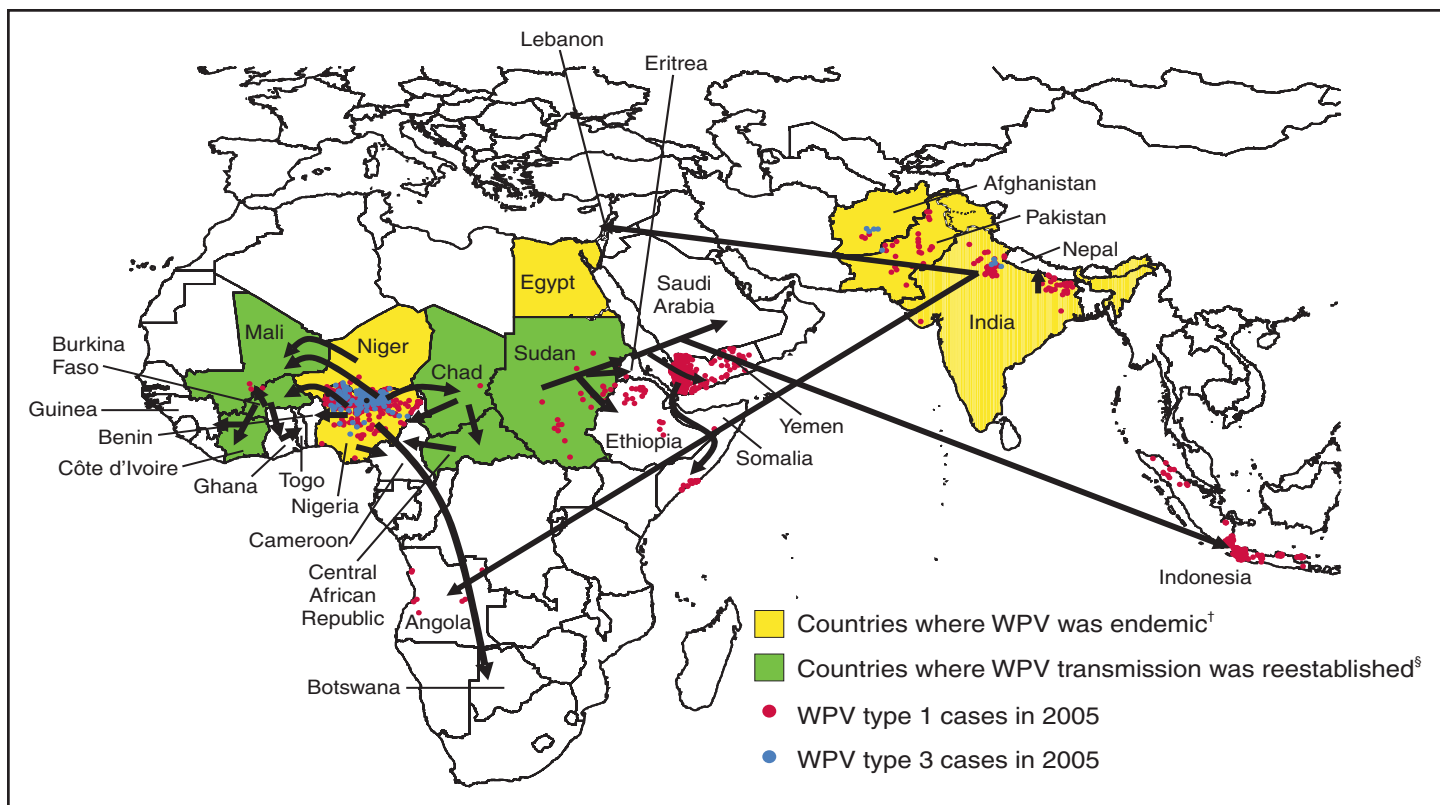 Lebanon
Eritrea
Afghanistan
Pakistan
Nepal
Egypt
Saudi
Arabia
India
Mali
Niger
Burkina
Faso
Chad
Sudan
Guinea
Benin
Ethiopia
Yemen
Somalia
Côte d'Ivoire
Ghana
Togo
Nigeria
Cameroon
Central
African
Republic
Indonesia
Angola
Botswana
Countries where WPV was endemic†
Countries where WPV transmission was reestablished§
WPV type 1 cases in 2005
WPV type 3 cases in 2005